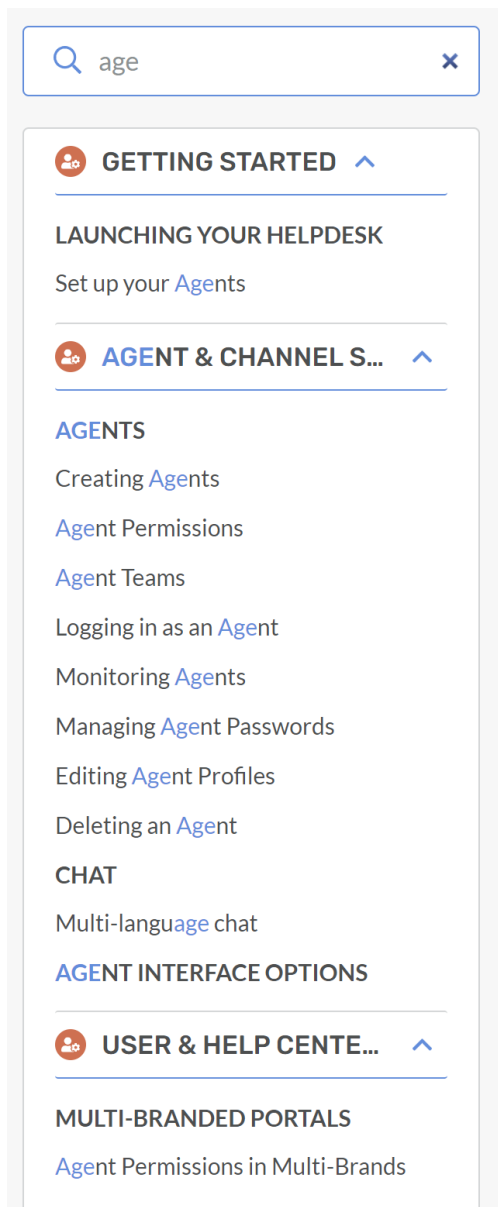 age
GETTING STARTED
LAUNCHING YOUR HELPDESK
Set up your Agents
AGENT & CHANNEL S...
AGENTS
Creating Agents
Agent Permissions
Agent Teams
Logging in as an Agent
Monitoring Agents
Managing Agent Passwords
Editing Agent Profiles
Deleting an Agent
CHAT
Multi-language chat
AGENT INTERFACE OPTIONS
USER & HELP CENTE...
MULTI-BRANDED PORTALS
Agent Permissions in Multi-Brands